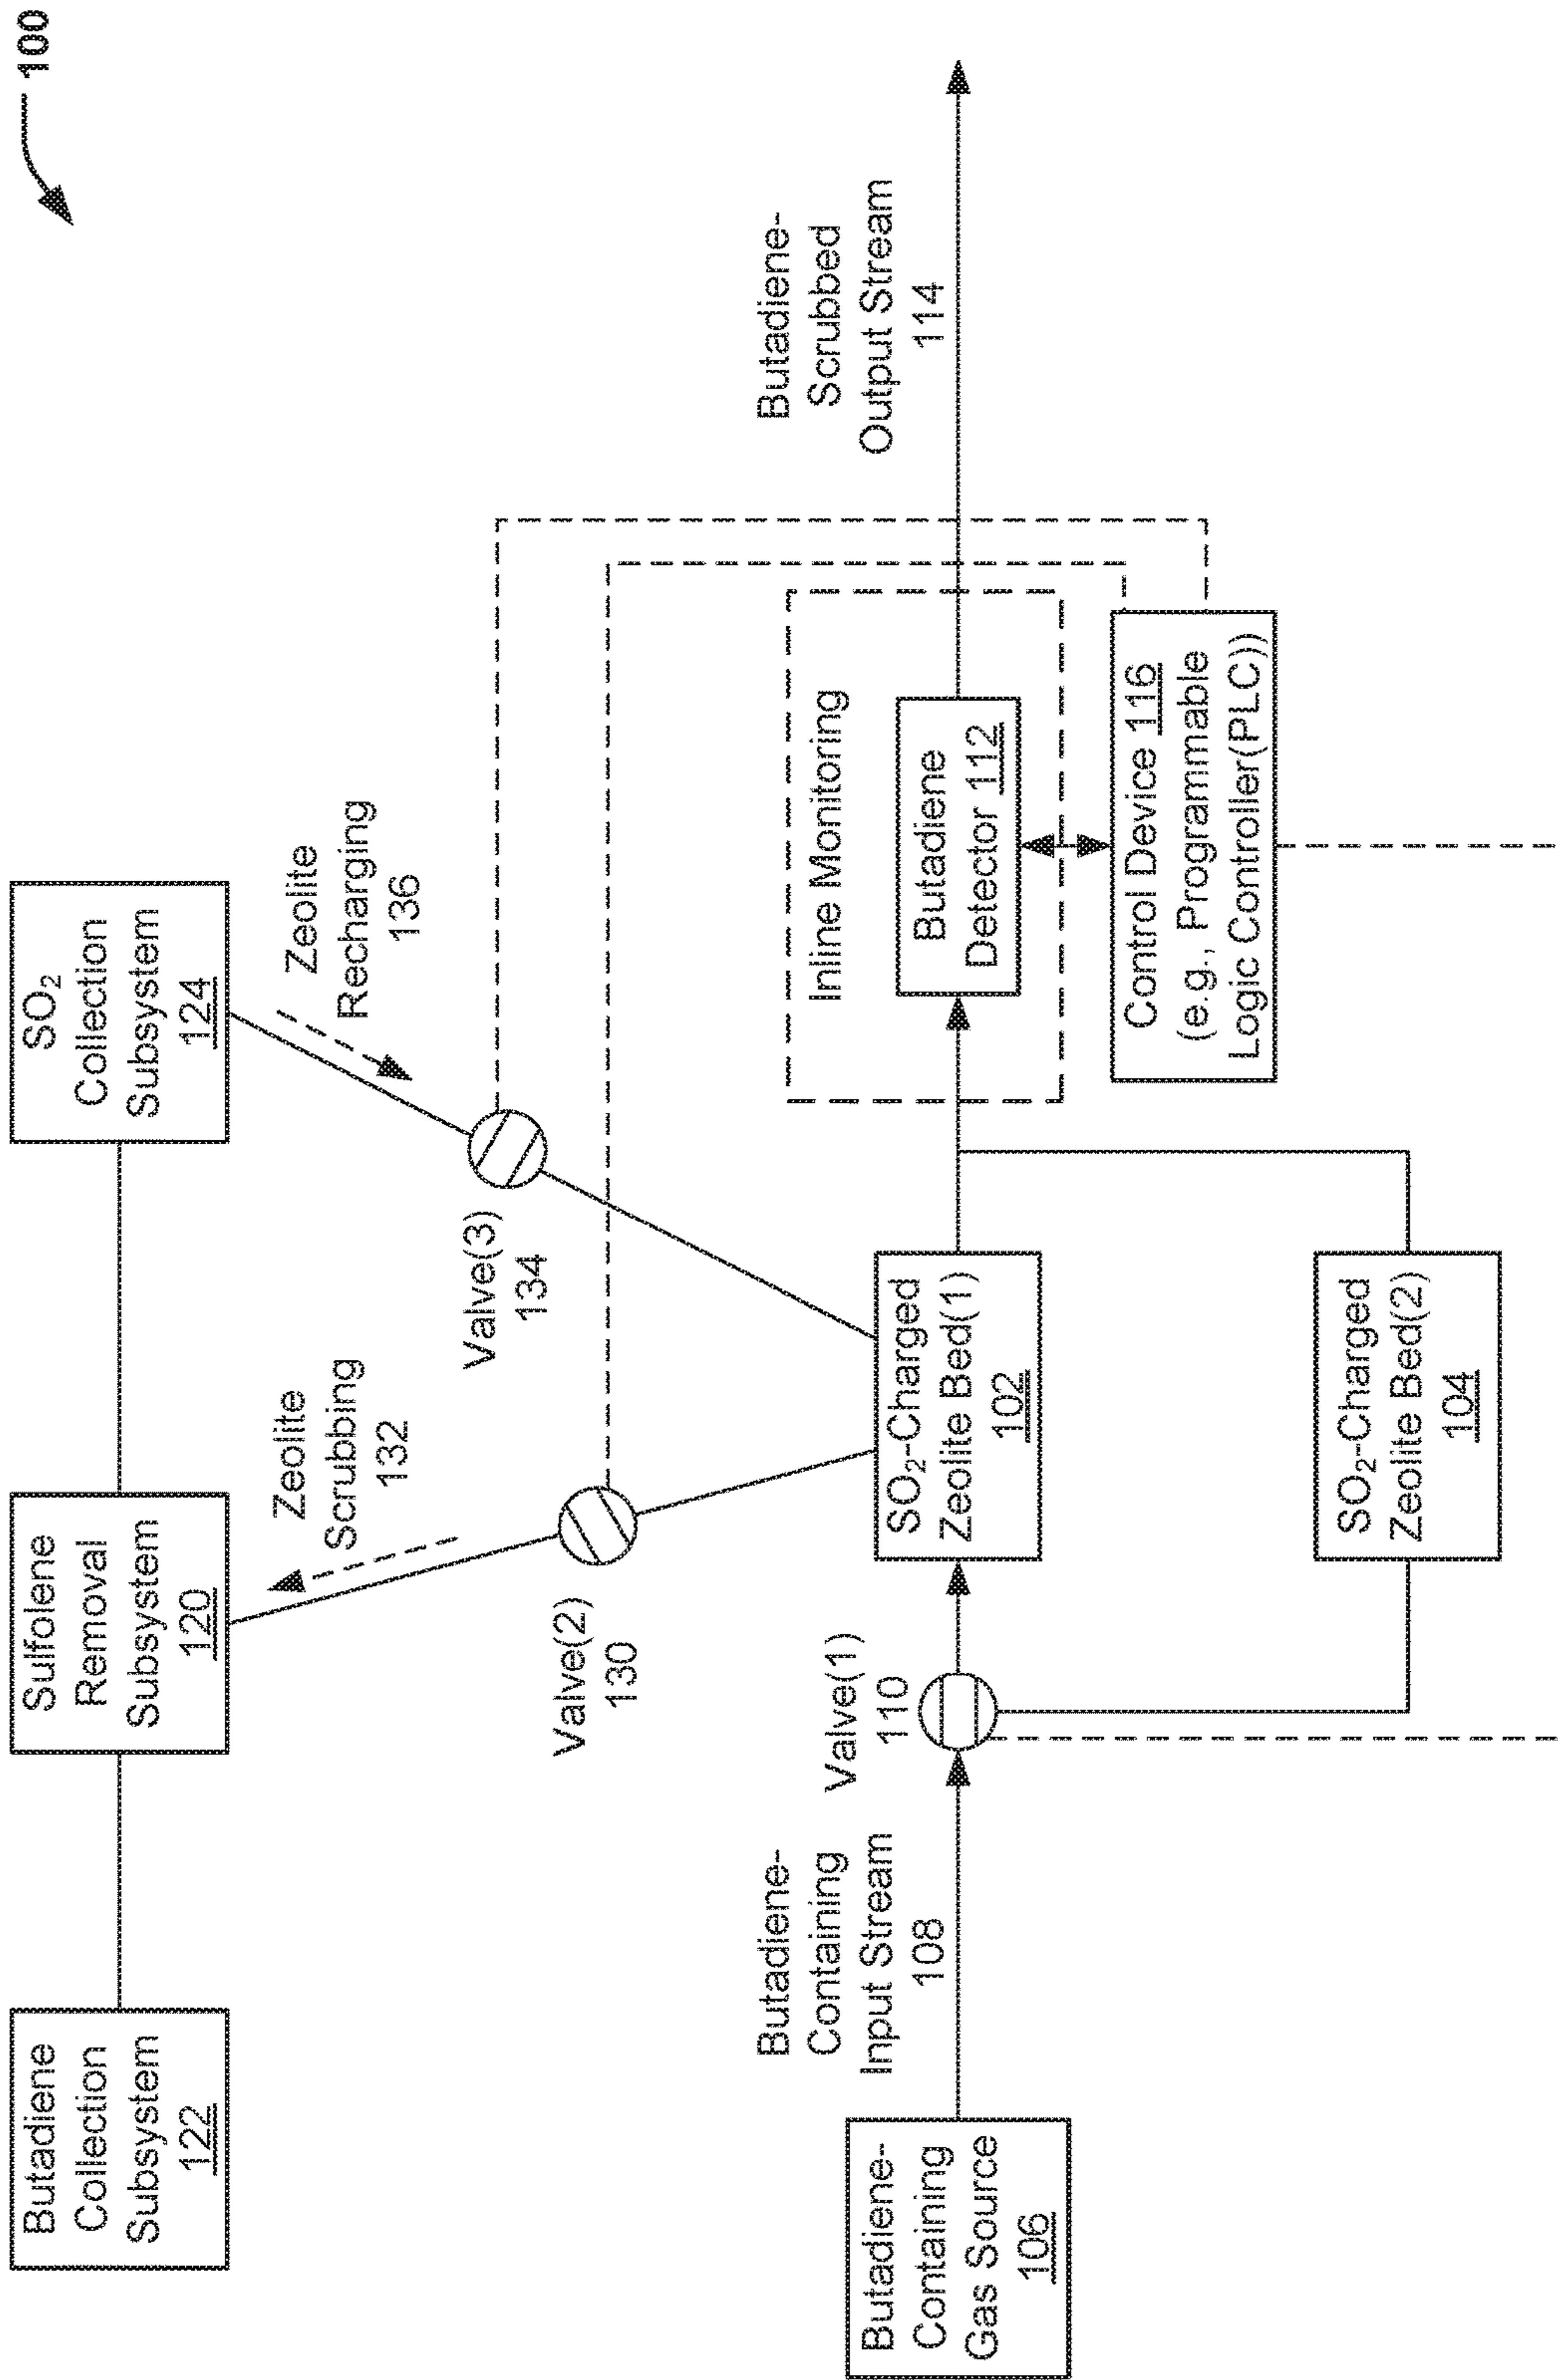 100
Butadiene
Collection
Subsystem
122
Sulfolene
Removal
Subsystem
120
SO₂
Collection
Subsystem
124
Zeolite
Scrubbing
132
Zeolite
Recharging
136
Valve(2)
130
Valve(3)
134
Butadiene-
Containing
Gas Source
106
Butadiene-
Containing
Input Stream
108
Valve(1)
110
SO₂-Charged
Zeolite Bed(1)
102
Inline Monitoring
Butadiene
Detector 112
Butadiene-
Scrubbed
Output Stream
114
SO₂-Charged
Zeolite Bed(2)
104
Control Device 116
(e.g., Programmable
Logic Controller(PLC))